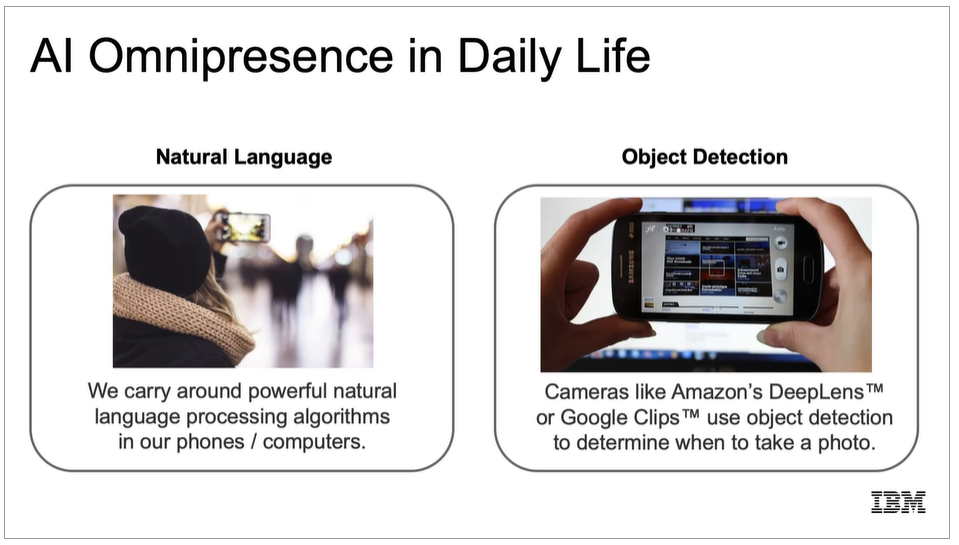 AI Omnipresence in Daily Life
Natural Language
We carry around powerful natural
language processing algorithms
in our phones / computers.
Object Detection
SAMSUNG
Auto
Cameras like Amazon’s DeepLens™
or Google Clips™ use object detection
to determine when to take a photo.
IBM